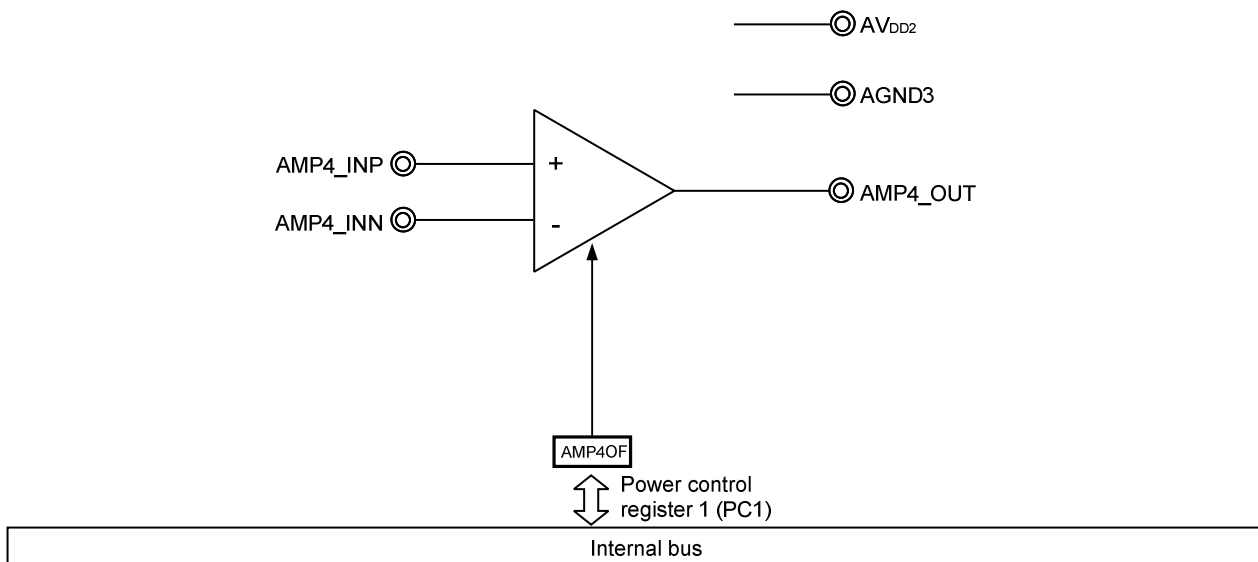 AVDD2
AGND3
AMP4_INP
+
AMP4_OUT
AMP4_INN
-
AMP4OF
Power control
register 1 (PC1)
Internal bus